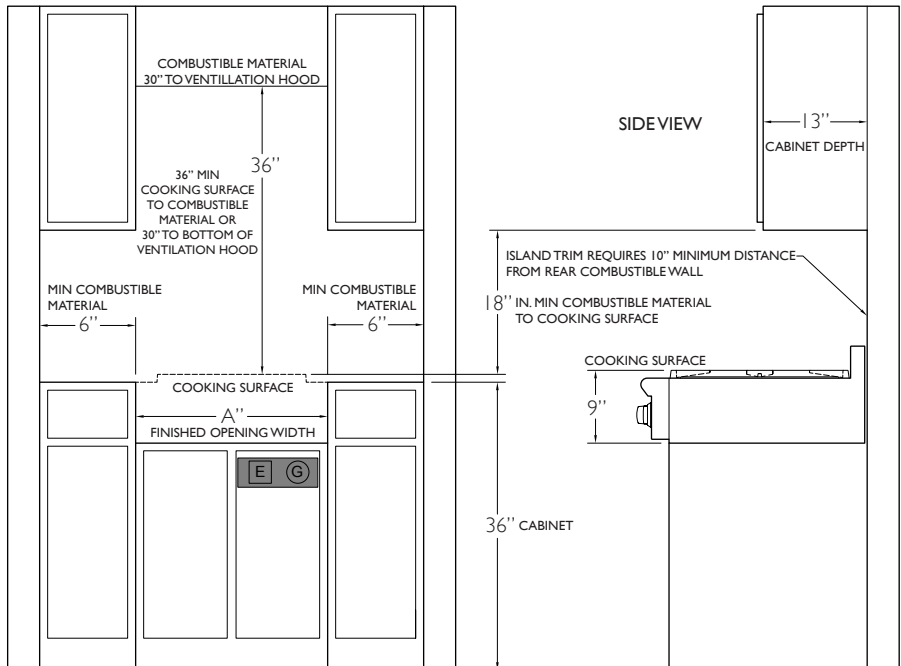 COMBUSTIBLE MATERIAL
30” TO VENTILLATION HOOD
36”
36” MIN
COOKING SURFACE
TO COMBUSTIBLE
MATERIAL OR
30” TO BOTTOM OF
VENTILATION HOOD
MIN COMBUSTIBLE
MATERIAL
6”
MIN COMBUSTIBLE
MATERIAL
6”
COOKING SURFACE
A”
FINISHED OPENING WIDTH
E G
SIDE VIEW
13”
CABINET DEPTH
ISLAND TRIM REQUIRES 10” MINIMUM DISTANCE
FROM REAR COMBUSTIBLE WALL
18” IN. MIN COMBUSTIBLE MATERIAL
TO COOKING SURFACE
COOKING SURFACE
9”
36” CABINET